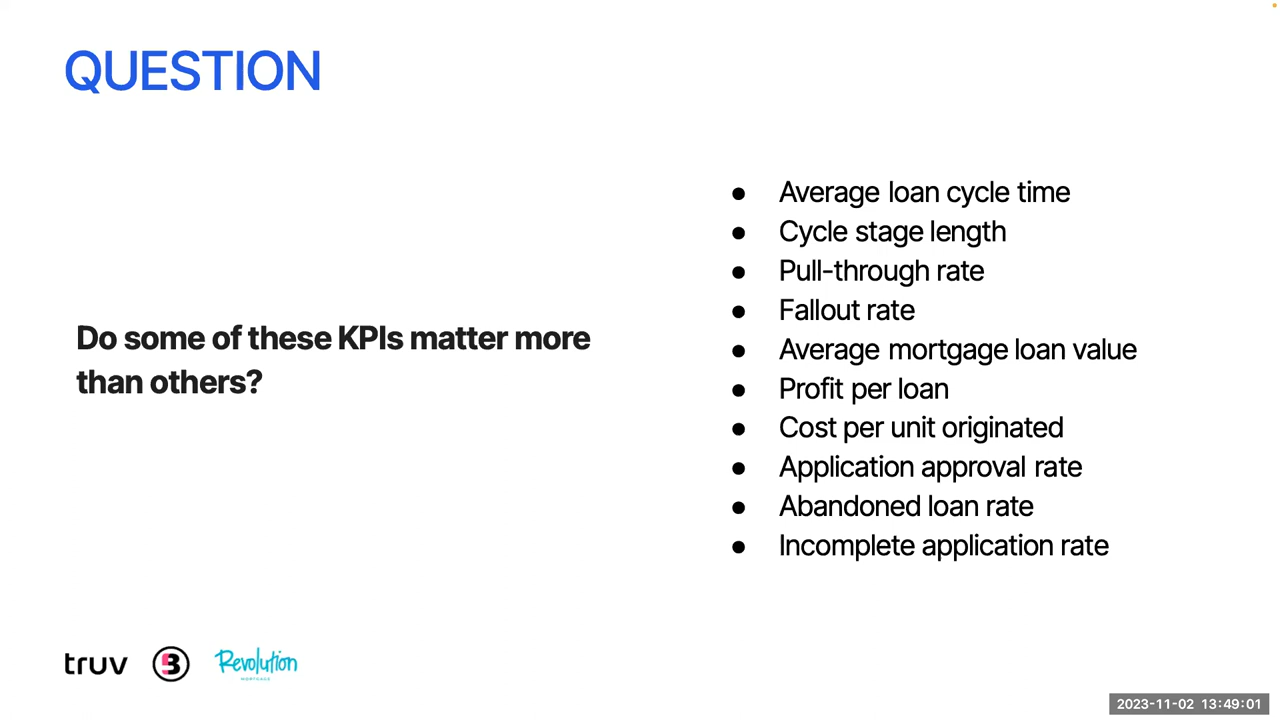 QUESTION
Do some of these KPIs matter more
than others?
● Average loan cycle time
● Cycle stage length
● Pull-through rate
● Fallout rate
● Average mortgage loan value
● Profit per loan
● Cost per unit originated
● Application approval rate
● Abandoned loan rate
● Incomplete application rate
truv B Revolution
MORTGAGE
2023-11-02 13:49:01